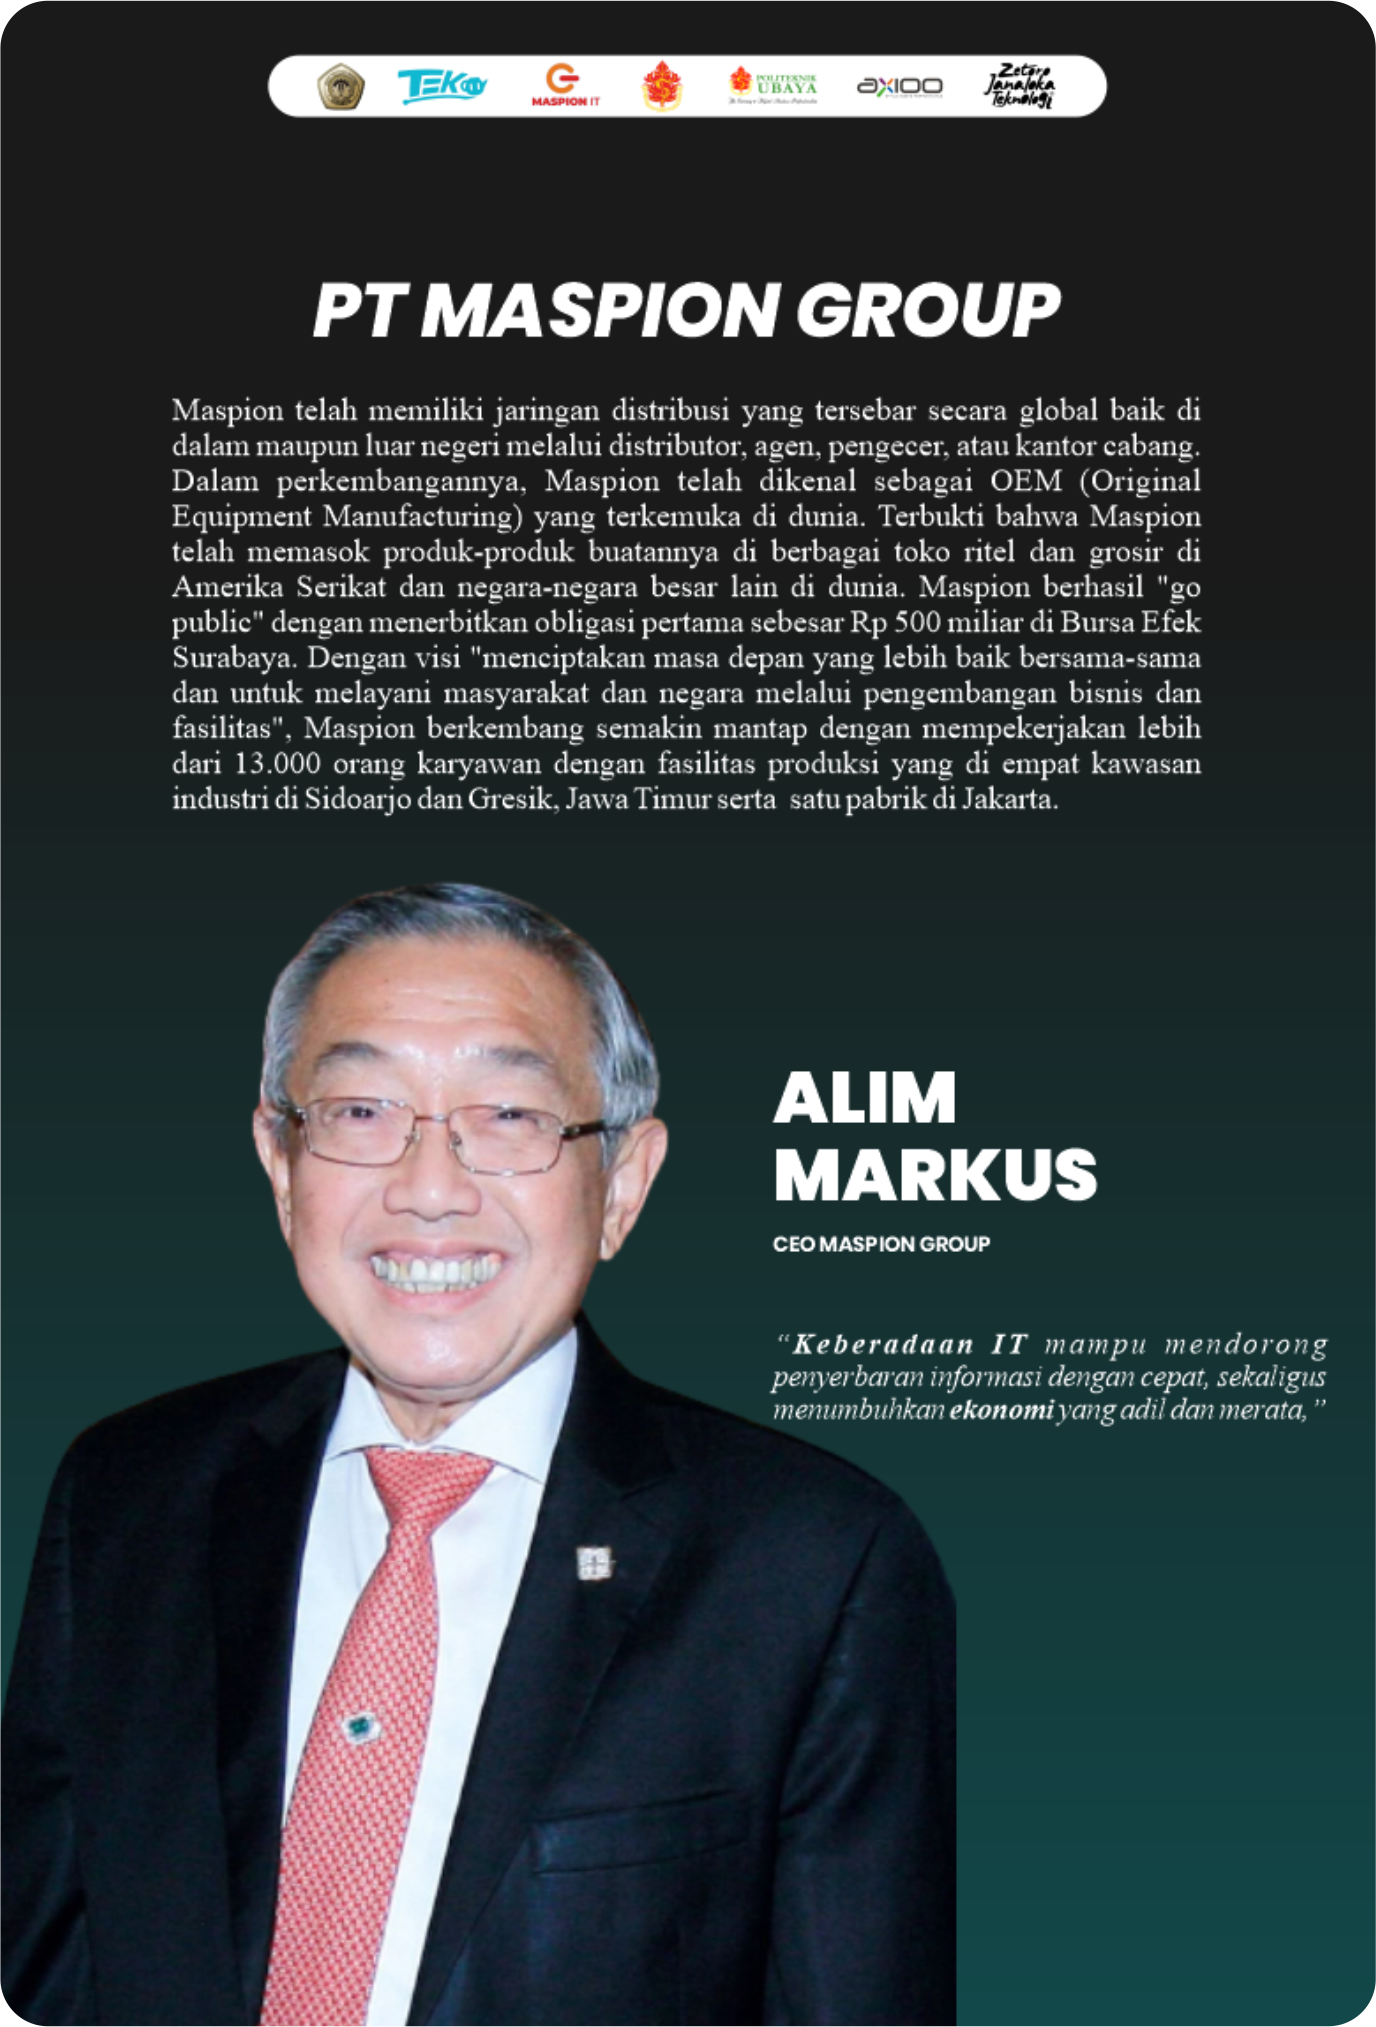 TEKO
MASPION IT
POLITEKNIK
UBAYA
AXIOO
Zetoro
Janaloka
Teknologi
PT MASPION GROUP
Maspion telah memiliki jaringan distribusi yang tersebar secara global baik di
dalam maupun luar negeri melalui distributor, agen, pengecer, atau kantor cabang.
Dalam perkembangannya, Maspion telah dikenal sebagai OEM (Original
Equipment Manufacturing) yang terkemuka di dunia. Terbukti bahwa Maspion
telah memasok produk-produk buatannya di berbagai toko ritel dan grosir di
Amerika Serikat dan negara-negara besar lain di dunia. Maspion berhasil "go
public" dengan menerbitkan obligasi pertama sebesar Rp 500 miliar di Bursa Efek
Surabaya. Dengan visi "menciptakan masa depan yang lebih baik bersama-sama
dan untuk melayani masyarakat dan negara melalui pengembangan bisnis dan
fasilitas", Maspion berkembang semakin mantap dengan mempekerjakan lebih
dari 13.000 orang karyawan dengan fasilitas produksi yang di empat kawasan
industri di Sidoarjo dan Gresik, Jawa Timur serta satu pabrik di Jakarta.
ALIM
MARKUS
CEO MASPION GROUP
“Keberadaan IT mampu mendorong
penyerbaran informasi dengan cepat, sekaligus
menumbuhkan ekonomi yang adil dan merata,”